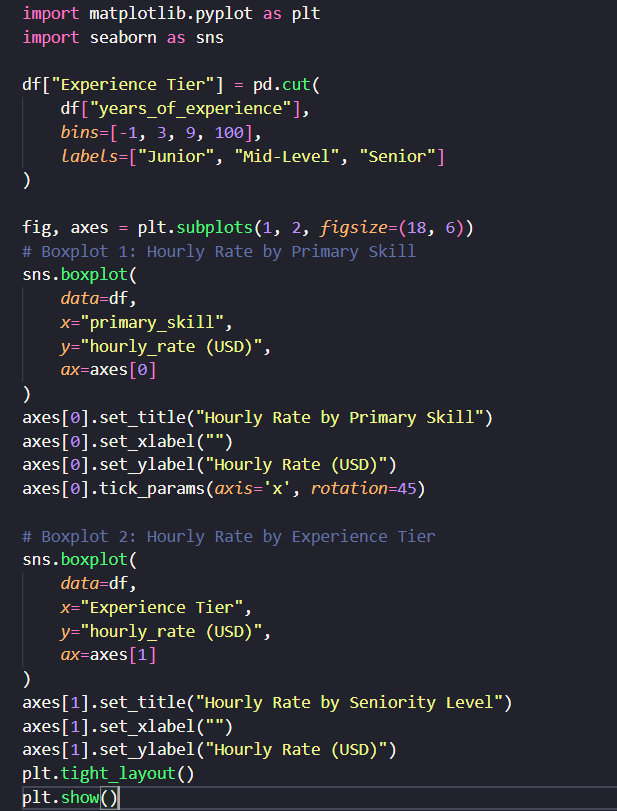 import matplotlib.pyplot as plt
import seaborn as sns

df["Experience Tier"] = pd.cut(
    df["years_of_experience"],
    bins=[-1, 3, 9, 100],
    labels=["Junior", "Mid-Level", "Senior"]
)

fig, axes = plt.subplots(1, 2, figsize=(18, 6))
# Boxplot 1: Hourly Rate by Primary Skill
sns.boxplot(
    data=df,
    x="primary_skill",
    y="hourly_rate (USD)",
    ax=axes[0]
)
axes[0].set_title("Hourly Rate by Primary Skill")
axes[0].set_xlabel("")
axes[0].set_ylabel("Hourly Rate (USD)")
axes[0].tick_params(axis='x', rotation=45)

# Boxplot 2: Hourly Rate by Experience Tier
sns.boxplot(
    data=df,
    x="Experience Tier",
    y="hourly_rate (USD)",
    ax=axes[1]
)
axes[1].set_title("Hourly Rate by Seniority Level")
axes[1].set_xlabel("")
axes[1].set_ylabel("Hourly Rate (USD)")
plt.tight_layout()
plt.show()